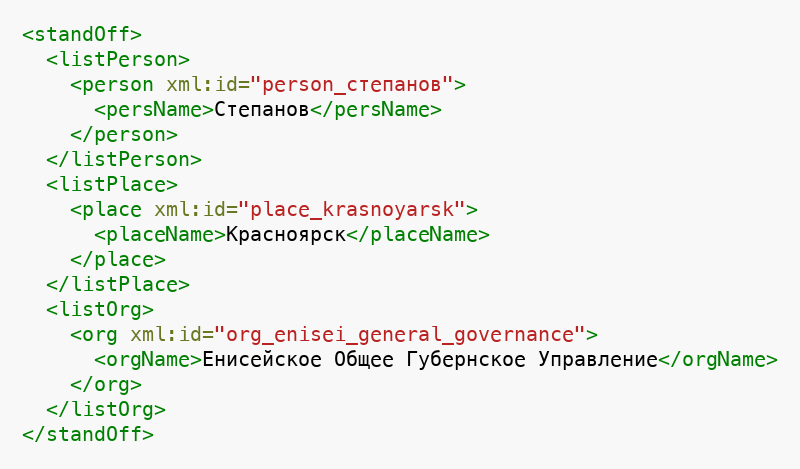 <standOff>
  <listPerson>
    <person xml:id="person_степанов">
      <persName>Степанов</persName>
    </person>
  </listPerson>
  <listPlace>
    <place xml:id="place_krasnoyarsk">
      <placeName>Красноярск</placeName>
    </place>
  </listPlace>
  <listOrg>
    <org xml:id="org_enisei_general_governance">
      <orgName>Енисейское Общее Губернское Управление</orgName>
    </org>
  </listOrg>
</standOff>